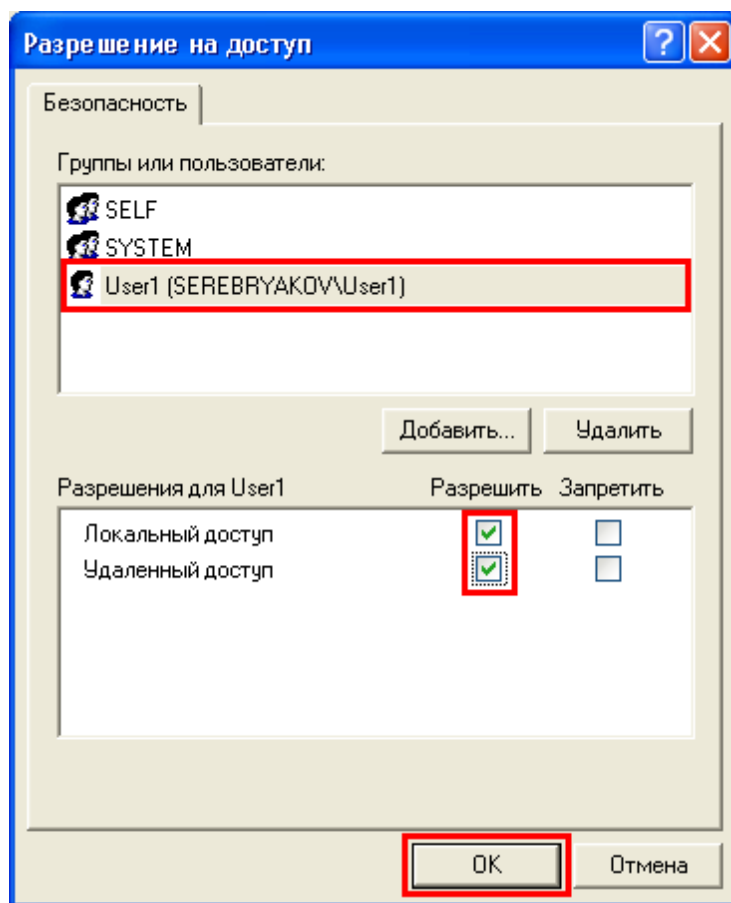 Разрешение на доступ
Безопасность
Группы или пользователи:
SELF
SYSTEM
User1 (SEREBRYAKOV\User1)
Добавить... Удалить
Разрешения для User1 Разрешить Запретить
Локальный доступ
Удаленный доступ
OK Отмена